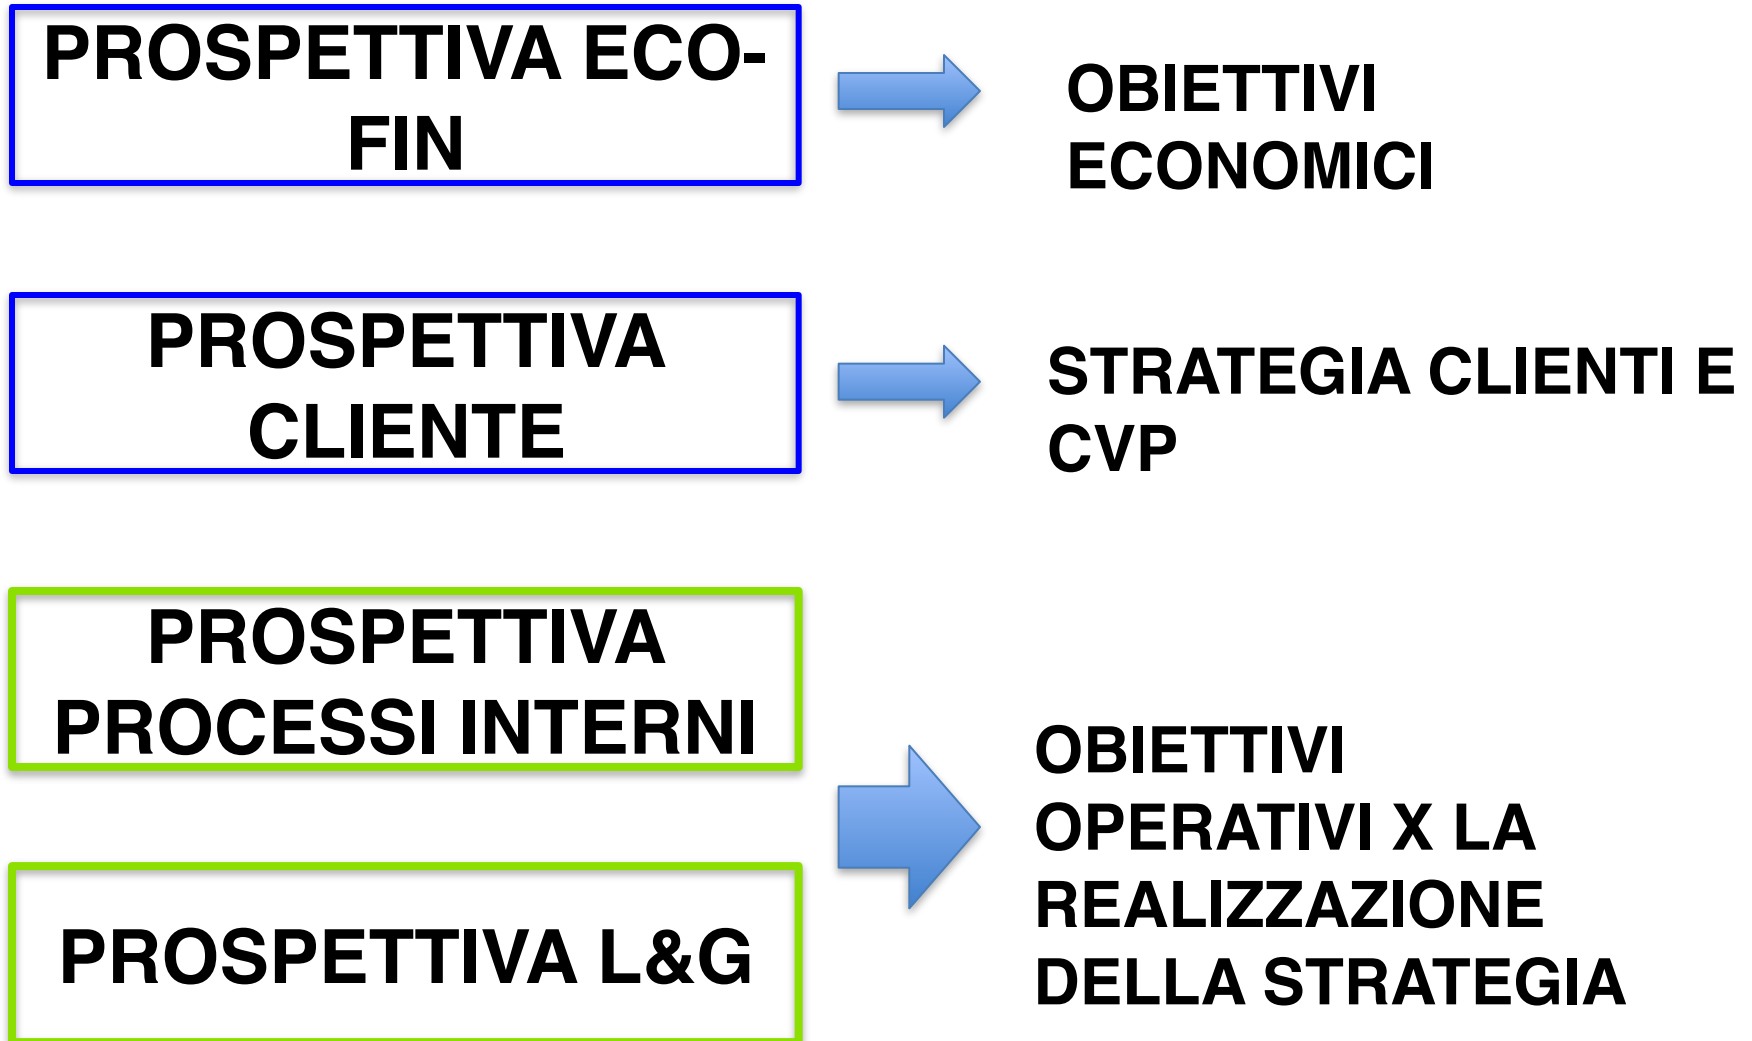 PROSPETTIVA ECO-
FIN
OBIETTIVI
ECONOMICI
PROSPETTIVA
CLIENTE
STRATEGIA CLIENTI E
CVP
PROSPETTIVA
PROCESSI INTERNI
PROSPETTIVA L&G
OBIETTIVI
OPERATIVI X LA
REALIZZAZIONE
DELLA STRATEGIA